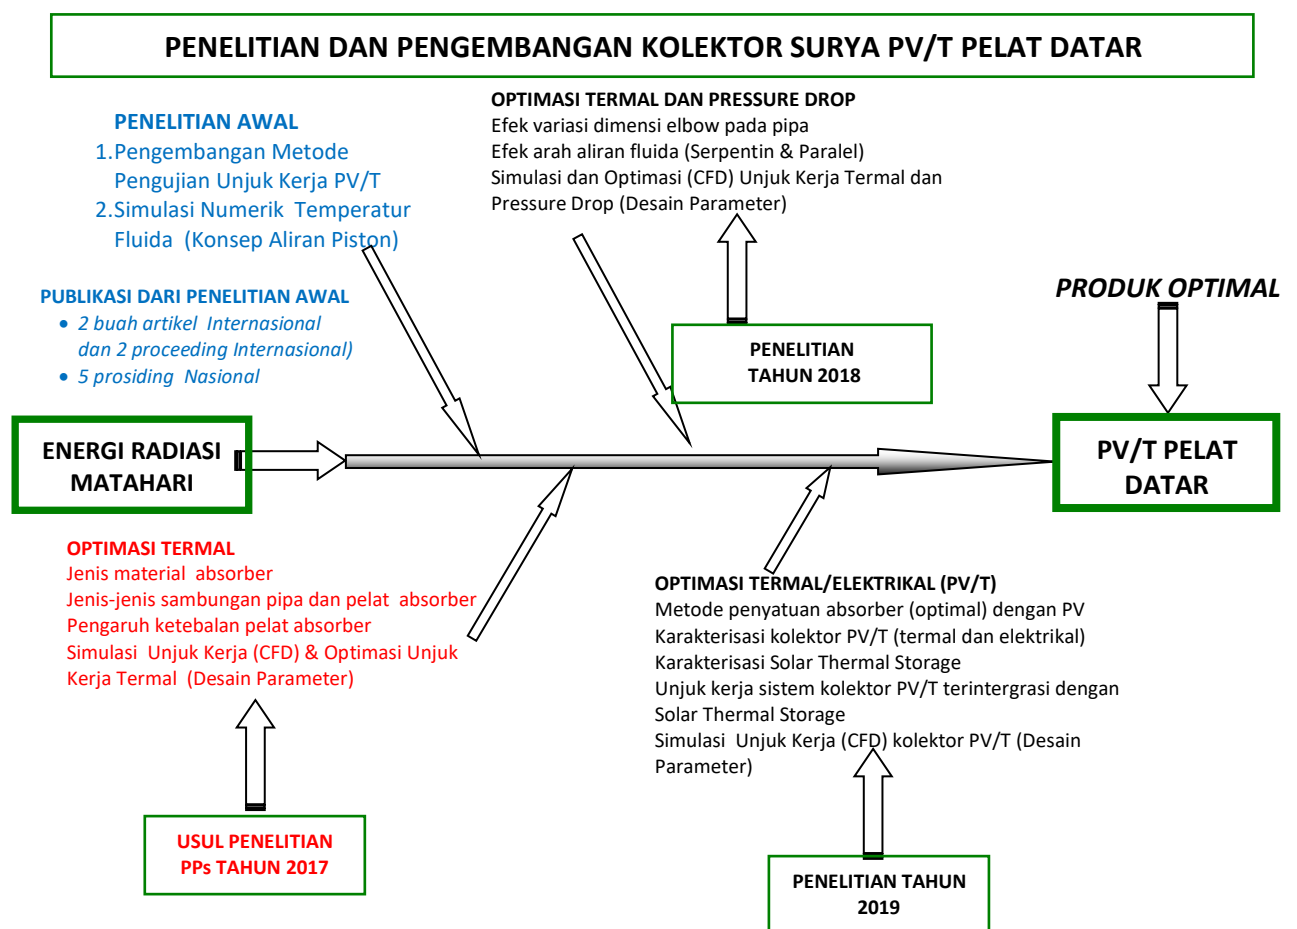 PENELITIAN DAN PENGEMBANGAN KOLEKTOR SURYA PV/T PELAT DATAR
PENELITIAN AWAL
1.Pengembangan Metode
Pengujian Unjuk Kerja PV/T
2.Simulasi Numerik Temperatur
Fluida (Konsep Aliran Piston)
PUBLIKASI DARI PENELITIAN AWAL
• 2 buah artikel Internasional
dan 2 proceeding Internasional)
• 5 prosiding Nasional
OPTIMASI TERMAL DAN PRESSURE DROP
Efek variasi dimensi elbow pada pipa
Efek arah aliran fluida (Serpentin & Paralel)
Simulasi dan Optimasi (CFD) Unjuk Kerja Termal dan
Pressure Drop (Desain Parameter)
PENELITIAN
TAHUN 2018
PRODUK OPTIMAL
ENERGI RADIASI
MATAHARI
PV/T PELAT
DATAR
OPTIMASI TERMAL
Jenis material absorber
Jenis-jenis sambungan pipa dan pelat absorber
Pengaruh ketebalan pelat absorber
Simulasi Unjuk Kerja (CFD) & Optimasi Unjuk
Kerja Termal (Desain Parameter)
USUL PENELITIAN
PPs TAHUN 2017
OPTIMASI TERMAL/ELEKTRIKAL (PV/T)
Metode penyatuan absorber (optimal) dengan PV
Karakterisasi kolektor PV/T (termal dan elektrikal)
Karakterisasi Solar Thermal Storage
Unjuk kerja sistem kolektor PV/T terintergrasi dengan
Solar Thermal Storage
Simulasi Unjuk Kerja (CFD) kolektor PV/T (Desain
Parameter)
PENELITIAN TAHUN
2019